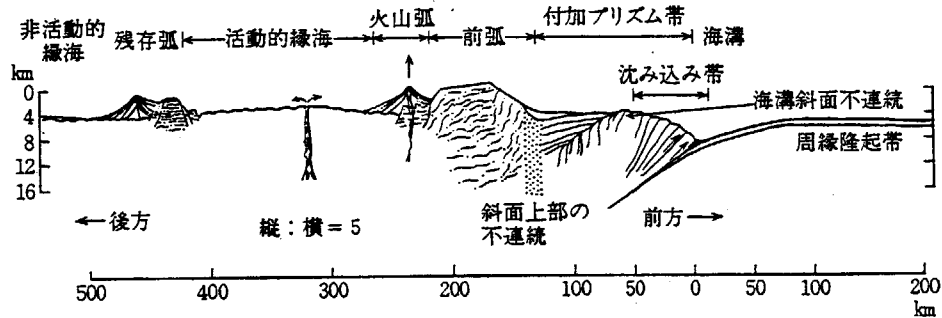 火山弧
付加プリズム帯
非活動的
縁海
残存弧
活動的縁海
前弧
海溝
沈み込み帯
km
0
4
8
12
16
海溝斜面不連続
周縁隆起帯
斜面上部の
不連続
←後方
縦：横＝5
前方→
500 400 300 200 100 50 0 50 100 200
km